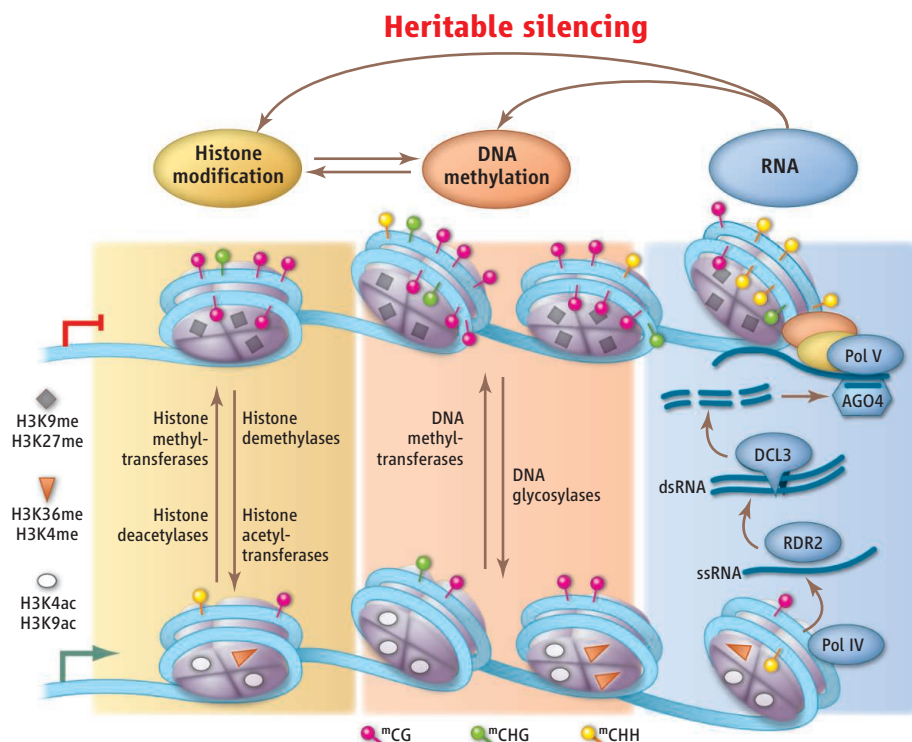 Heritable silencing
Histone
modification
DNA
methylation
RNA
Pol V
AGO4
H3K9me
H3K27me
Histone
methyl-
transferases
Histone
demethylases
DNA
methyl-
transferases
DNA
glycosylases
DCL3
dsRNA
H3K36me
H3K4me
Histone
deacetylases
Histone
acetyl-
transferases
RDR2
ssRNA
H3K4ac
H3K9ac
Pol IV
mCG
mCHG
mCHH